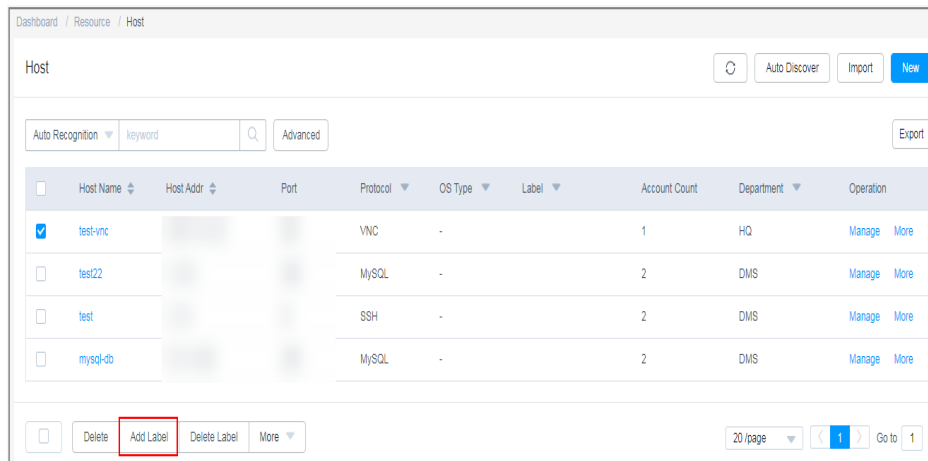 Dashboard / Resource / Host
Host Auto Discover Import New
Auto Recognition keyword Advanced Export
Host Name Host Addr Port Protocol OS Type Label Account Count Department Operation
test-vnc VNC - 1 HQ Manage More
test22 MySQL - 2 DMS Manage More
test SSH - 2 DMS Manage More
mysql-db MySQL - 2 DMS Manage More
Delete Add Label Delete Label More 20 /page 1 Go to 1